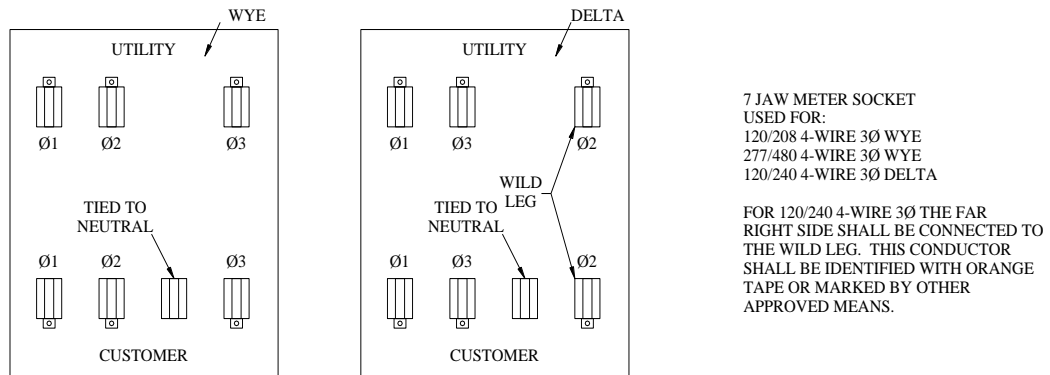 WYE
UTILITY
Ø1 Ø2 Ø3
TIED TO
NEUTRAL
Ø1 Ø2 Ø3
CUSTOMER
DELTA
UTILITY
Ø1 Ø3 Ø2
WILD
LEG
TIED TO
NEUTRAL
Ø1 Ø3 Ø2
CUSTOMER
7 JAW METER SOCKET
USED FOR:
120/208 4-WIRE 3Ø WYE
277/480 4-WIRE 3Ø WYE
120/240 4-WIRE 3Ø DELTA
FOR 120/240 4-WIRE 3Ø THE FAR
RIGHT SIDE SHALL BE CONNECTED TO
THE WILD LEG. THIS CONDUCTOR
SHALL BE IDENTIFIED WITH ORANGE
TAPE OR MARKED BY OTHER
APPROVED MEANS.